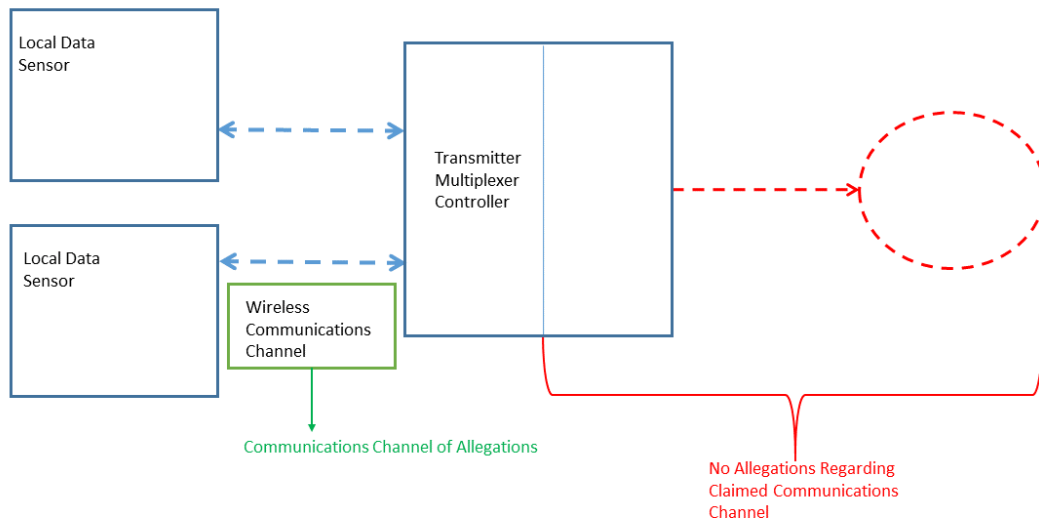 Local Data
Sensor
Transmitter
Multiplexer
Controller
Local Data
Sensor
Wireless
Communications
Channel
Communications Channel of Allegations
No Allegations Regarding
Claimed Communications
Channel